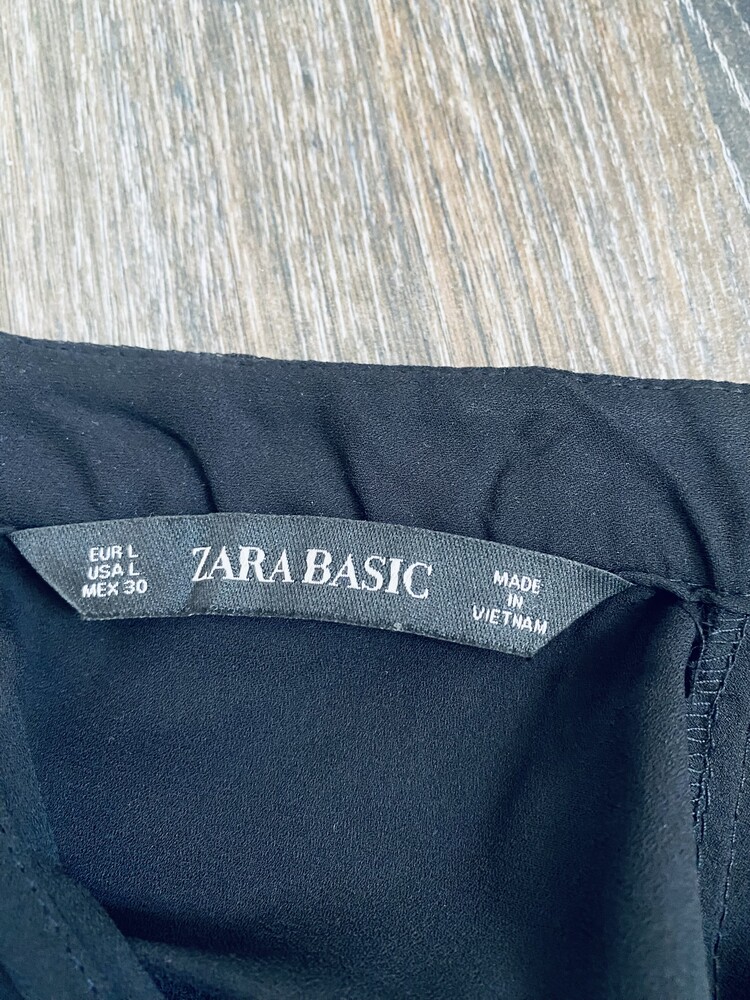 EUR L
USA L
MEX 30
ZARA BASIC
MADE
IN
VIETNAM